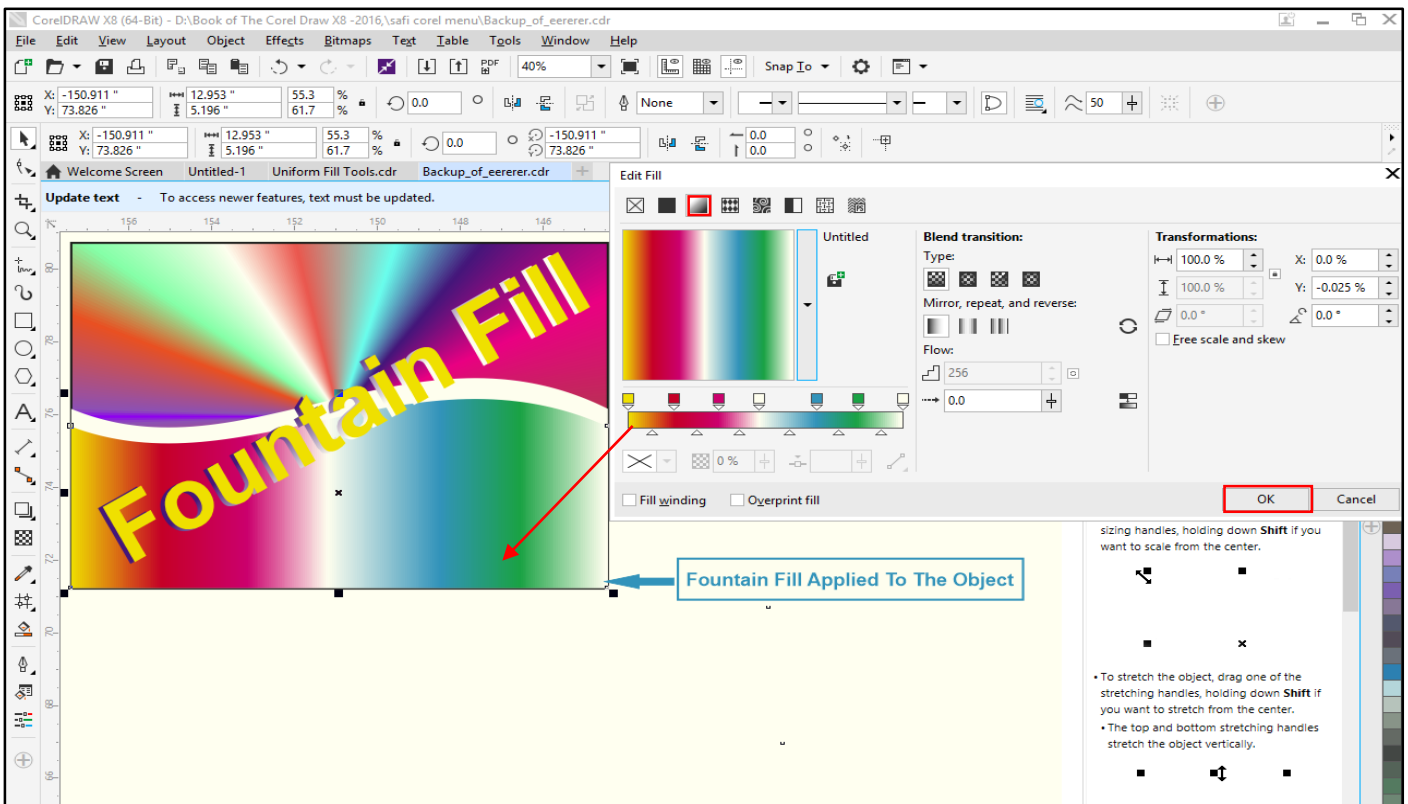 CorelDRAW X8 (64-Bit) - D:\Book of The Corel Draw X8 -2016,\safi corel menu\Backup_of_eererer.cdr
File Edit View Layout Object Effects Bitmaps Text Table Tools Window Help
PDF 40% Snap To
X: -150.911 " 12.953 " 55.3 % 0.0 None 50
Y: 73.826 " 5.196 " 61.7 %
X: -150.911 " 12.953 " 55.3 % 0.0 -150.911 " 0.0
Y: 73.826 " 5.196 " 61.7 % 73.826 " 0.0
Welcome Screen Untitled-1 Uniform Fill Tools.cdr Backup_of_eererer.cdr
Update text - To access newer features, text must be updated.
156 154 152 150 148 146
80
78
76
74
72
70
68
66
Fountain Fill
Edit Fill
Untitled
Blend transition:
Type:
Mirror, repeat, and reverse:
Flow:
256
0.0
Transformations:
100.0 % X: 0.0 %
100.0 % Y: -0.025 %
0.0 ° 0.0 °
Free scale and skew
0 %
Fill winding Overprint fill
OK Cancel
Fountain Fill Applied To The Object
sizing handles, holding down Shift if you
want to scale from the center.
• To stretch the object, drag one of the
stretching handles, holding down Shift if
you want to stretch from the center.
• The top and bottom stretching handles
stretch the object vertically.